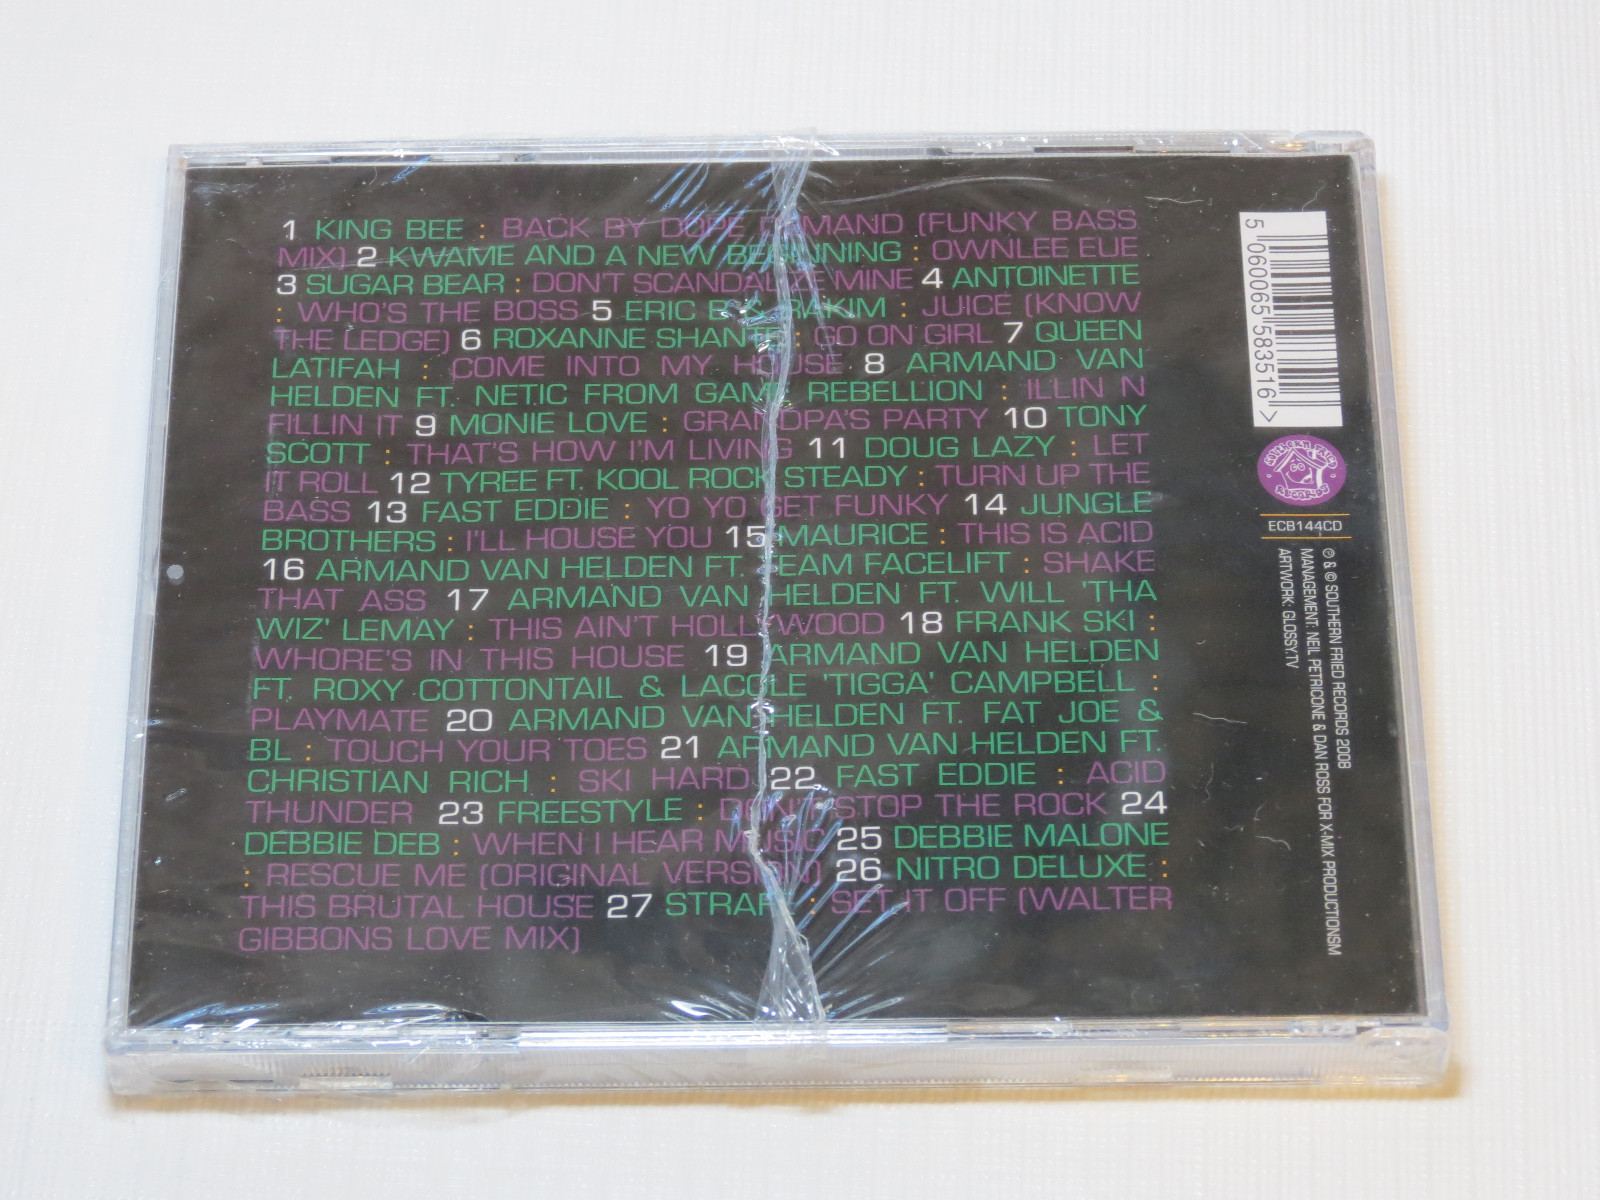 1 KING BEE : BACK BY DOPE DEMAND (FUNKY BASS
MIX) 2 KWAME AND A NEW BEGINNING : OWNLEE EUE
3 SUGAR BEAR : DON'T SCANDALIZE MINE 4 ANTOINETTE
: WHO'S THE BOSS 5 ERIC B & RAKIM : JUICE (KNOW
THE LEDGE) 6 ROXANNE SHANTE : GO ON GIRL 7 QUEEN
LATIFAH : COME INTO MY HOUSE 8 ARMAND VAN
HELDEN FT. NETIC FROM GAME REBELLION : ILLIN N
FILLIN IT 9 MONIE LOVE : GRANDPA'S PARTY 10 TONY
SCOTT : THAT'S HOW I'M LIVING 11 DOUG LAZY : LET
IT ROLL 12 TYREE FT. KOOL ROCK STEADY : TURN UP THE
BASS 13 FAST EDDIE : YO YO GET FUNKY 14 JUNGLE
BROTHERS : I'LL HOUSE YOU 15 MAURICE : THIS IS ACID
16 ARMAND VAN HELDEN FT. TEAM FACELIFT : SHAKE
THAT ASS 17 ARMAND VAN HELDEN FT. WILL 'THA
WIZ' LEMAY : THIS AIN'T HOLLYWOOD 18 FRANK SKI :
WHORE'S IN THIS HOUSE 19 ARMAND VAN HELDEN
FT. ROXY COTTONTAIL & LACOLE 'TIGGA' CAMPBELL :
PLAYMATE 20 ARMAND VAN HELDEN FT. FAT JOE &
BL : TOUCH YOUR TOES 21 ARMAND VAN HELDEN FT.
CHRISTIAN RICH : SKI HARD 22 FAST EDDIE : ACID
THUNDER 23 FREESTYLE : DON'T STOP THE ROCK 24
DEBBIE DEB : WHEN I HEAR MUSIC 25 DEBBIE MALONE
: RESCUE ME (ORIGINAL VERSION) 26 NITRO DELUXE :
THIS BRUTAL HOUSE 27 STRAFE : SET IT OFF (WALTER
GIBBONS LOVE MIX)
5 060065 583516 >
SOUTHERN FRIED
RECORDS
ECB144CD
℗ & © SOUTHERN FRIED RECORDS 2008
MANAGEMENT: NEIL PETRICONE & DAN ROSS FOR X-MIX PRODUCTIONSM
ARTWORK: GLOSSY.TV